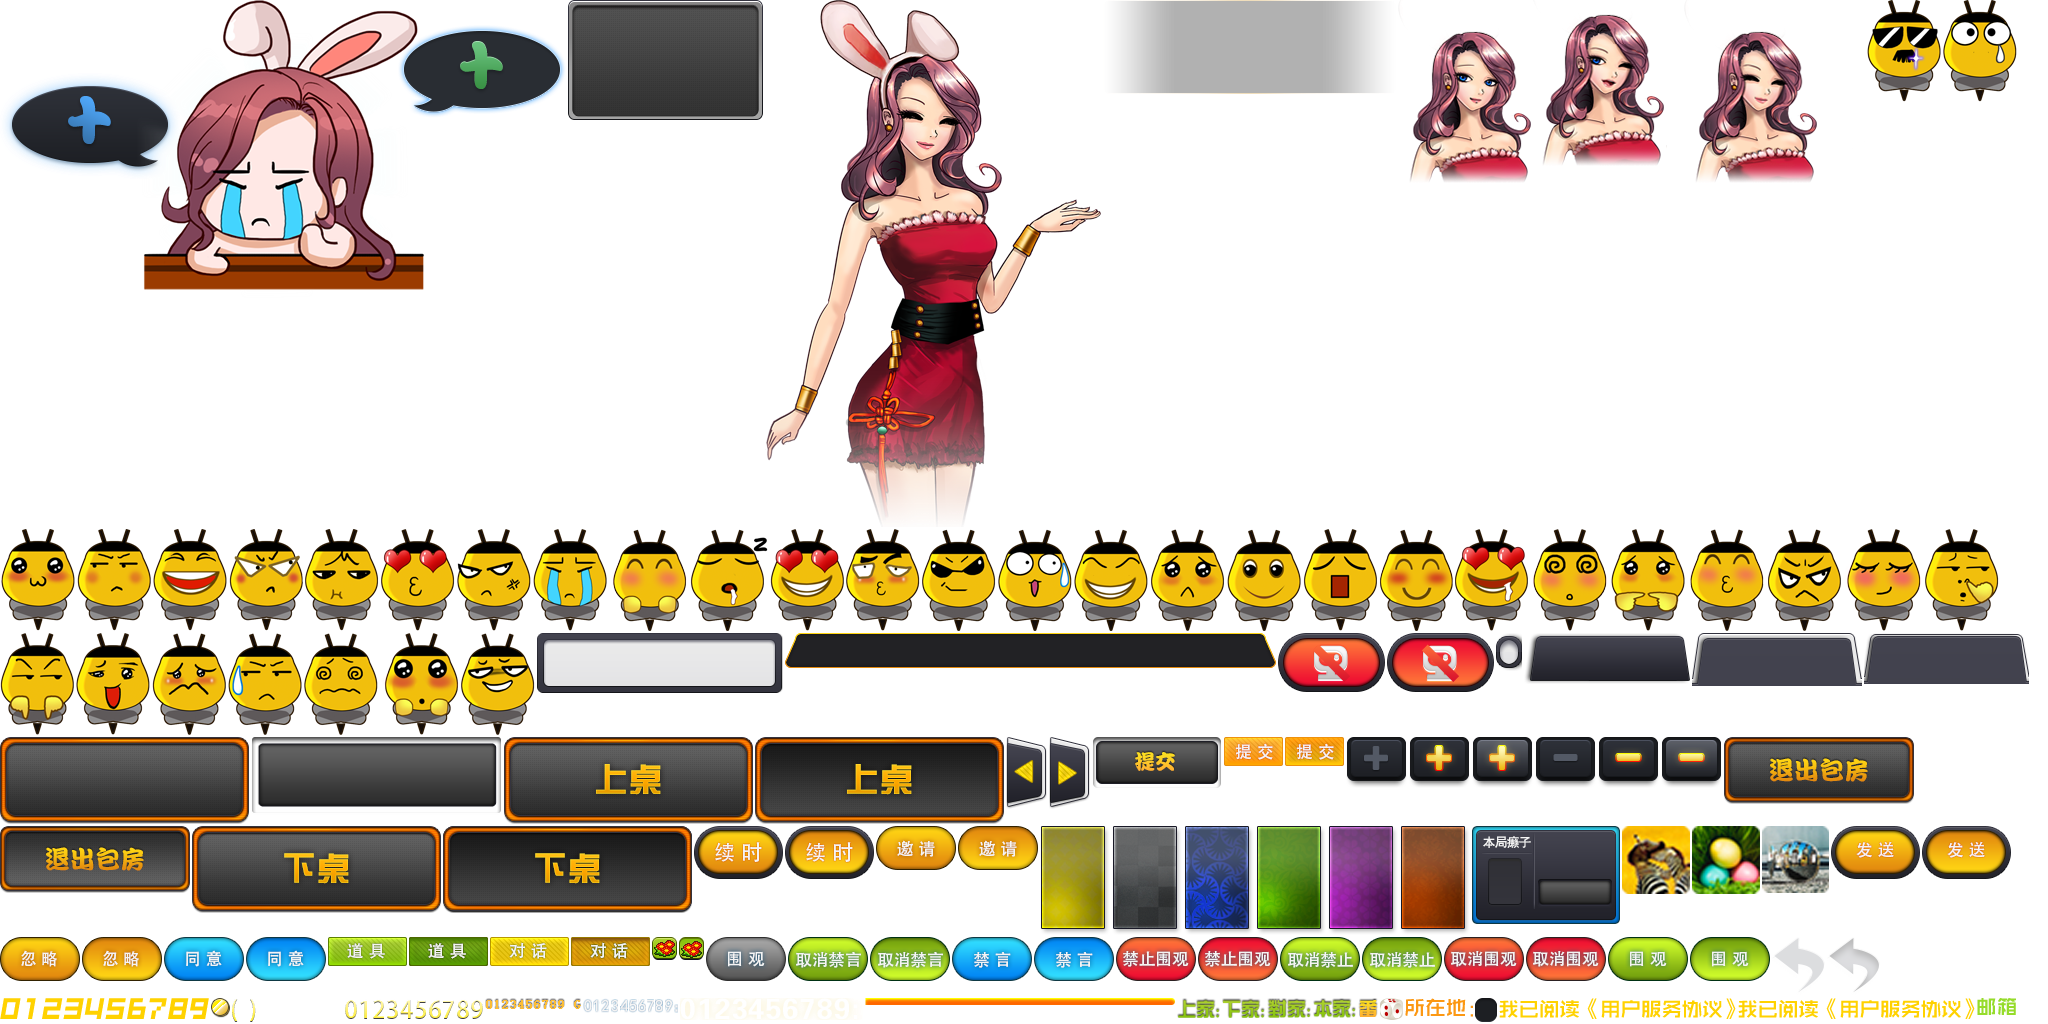 z
上桌 上桌 提交 提交 提交 退出包房
退出包房 下桌 下桌 续时 续时 邀请 邀请 本局癞子 发送 发送
忽略 忽略 同意 同意 道具 道具 对话 对话 围观 取消禁言 取消禁言 禁言 禁言 禁止围观 禁止围观 取消禁止 取消禁止 取消围观 取消围观 围观 围观
0123456789 ( ) 0123456789 0123456789 0123456789 0123456789 上家: 下家: 对家: 本家: 番 所在地: 我已阅读《用户服务协议》 我已阅读《用户服务协议》 邮箱